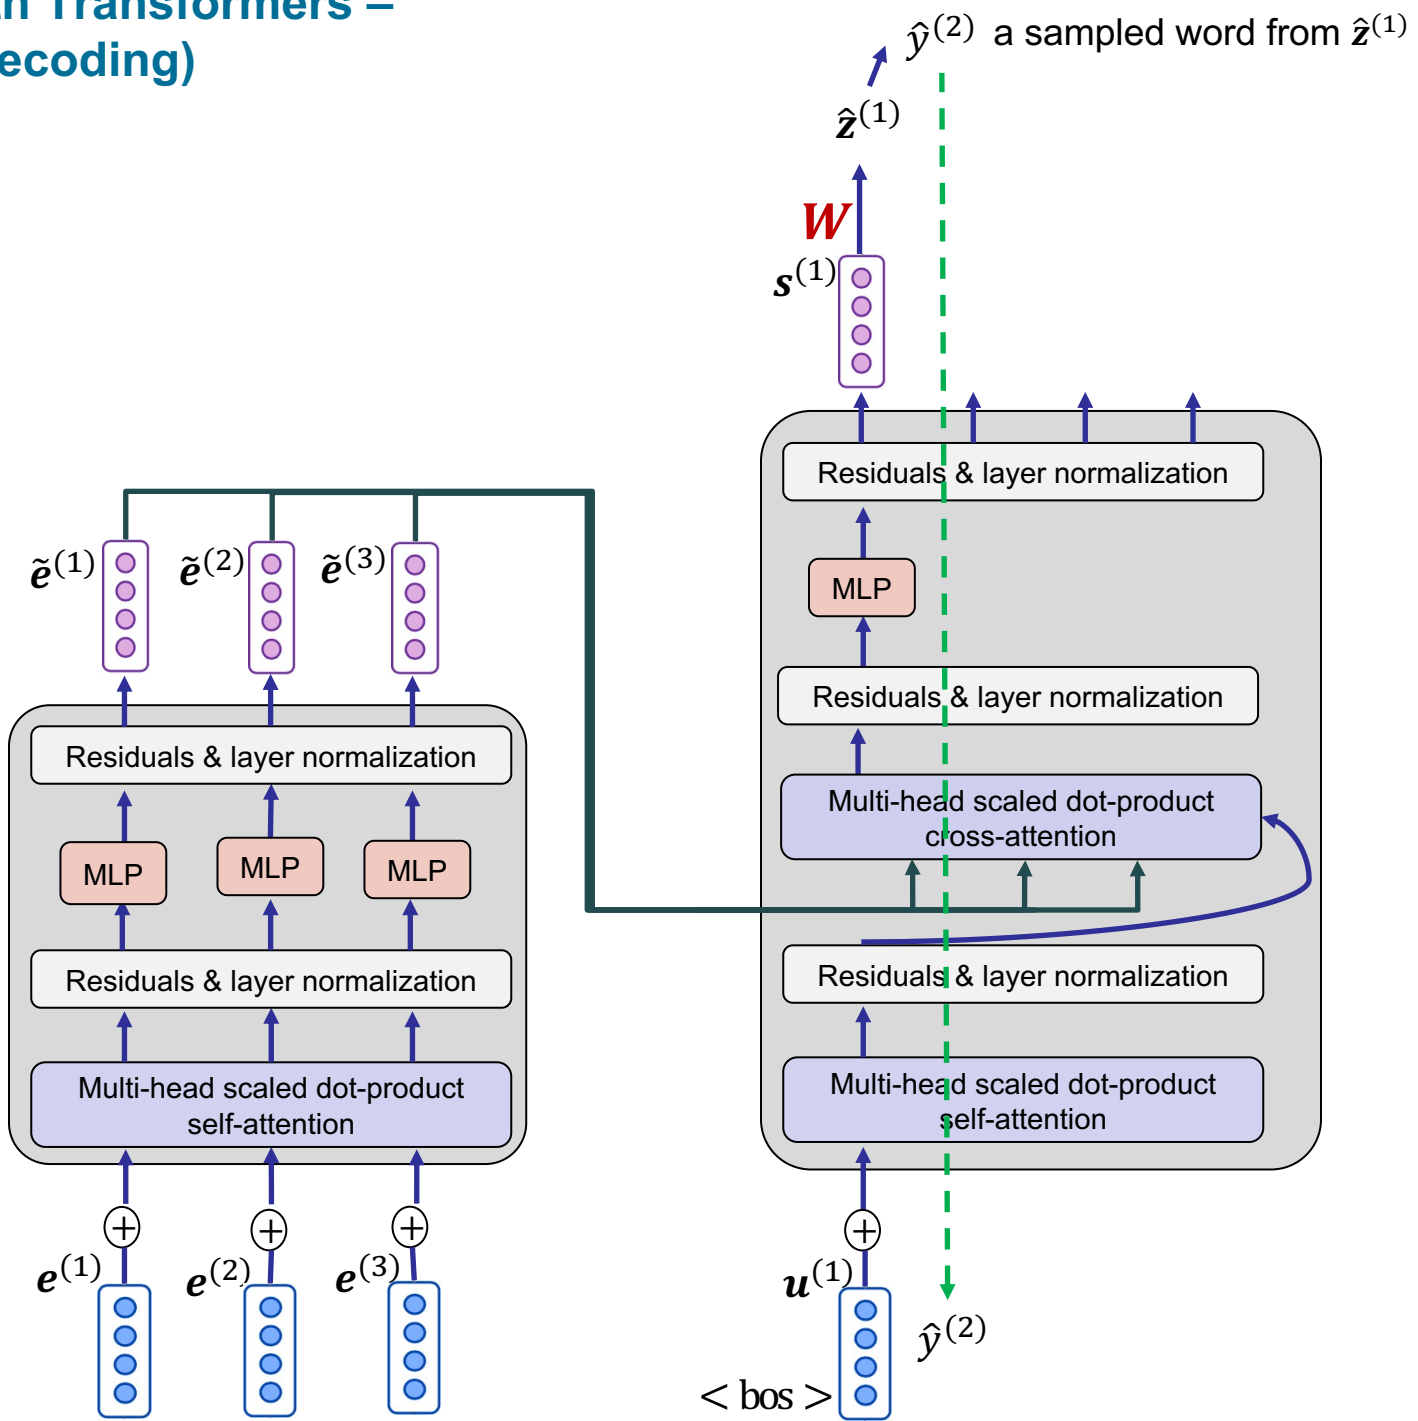 n Transformers –
ecoding)
ŷ⁽²⁾ a sampled word from ẑ⁽¹⁾
ẑ⁽¹⁾
W
s⁽¹⁾
Residuals & layer normalization
MLP
Residuals & layer normalization
Multi-head scaled dot-product
cross-attention
Residuals & layer normalization
Multi-head scaled dot-product
self-attention
+
u⁽¹⁾
ŷ⁽²⁾
< bos >
ẽ⁽¹⁾ ẽ⁽²⁾ ẽ⁽³⁾
Residuals & layer normalization
MLP MLP MLP
Residuals & layer normalization
Multi-head scaled dot-product
self-attention
+ + +
e⁽¹⁾ e⁽²⁾ e⁽³⁾